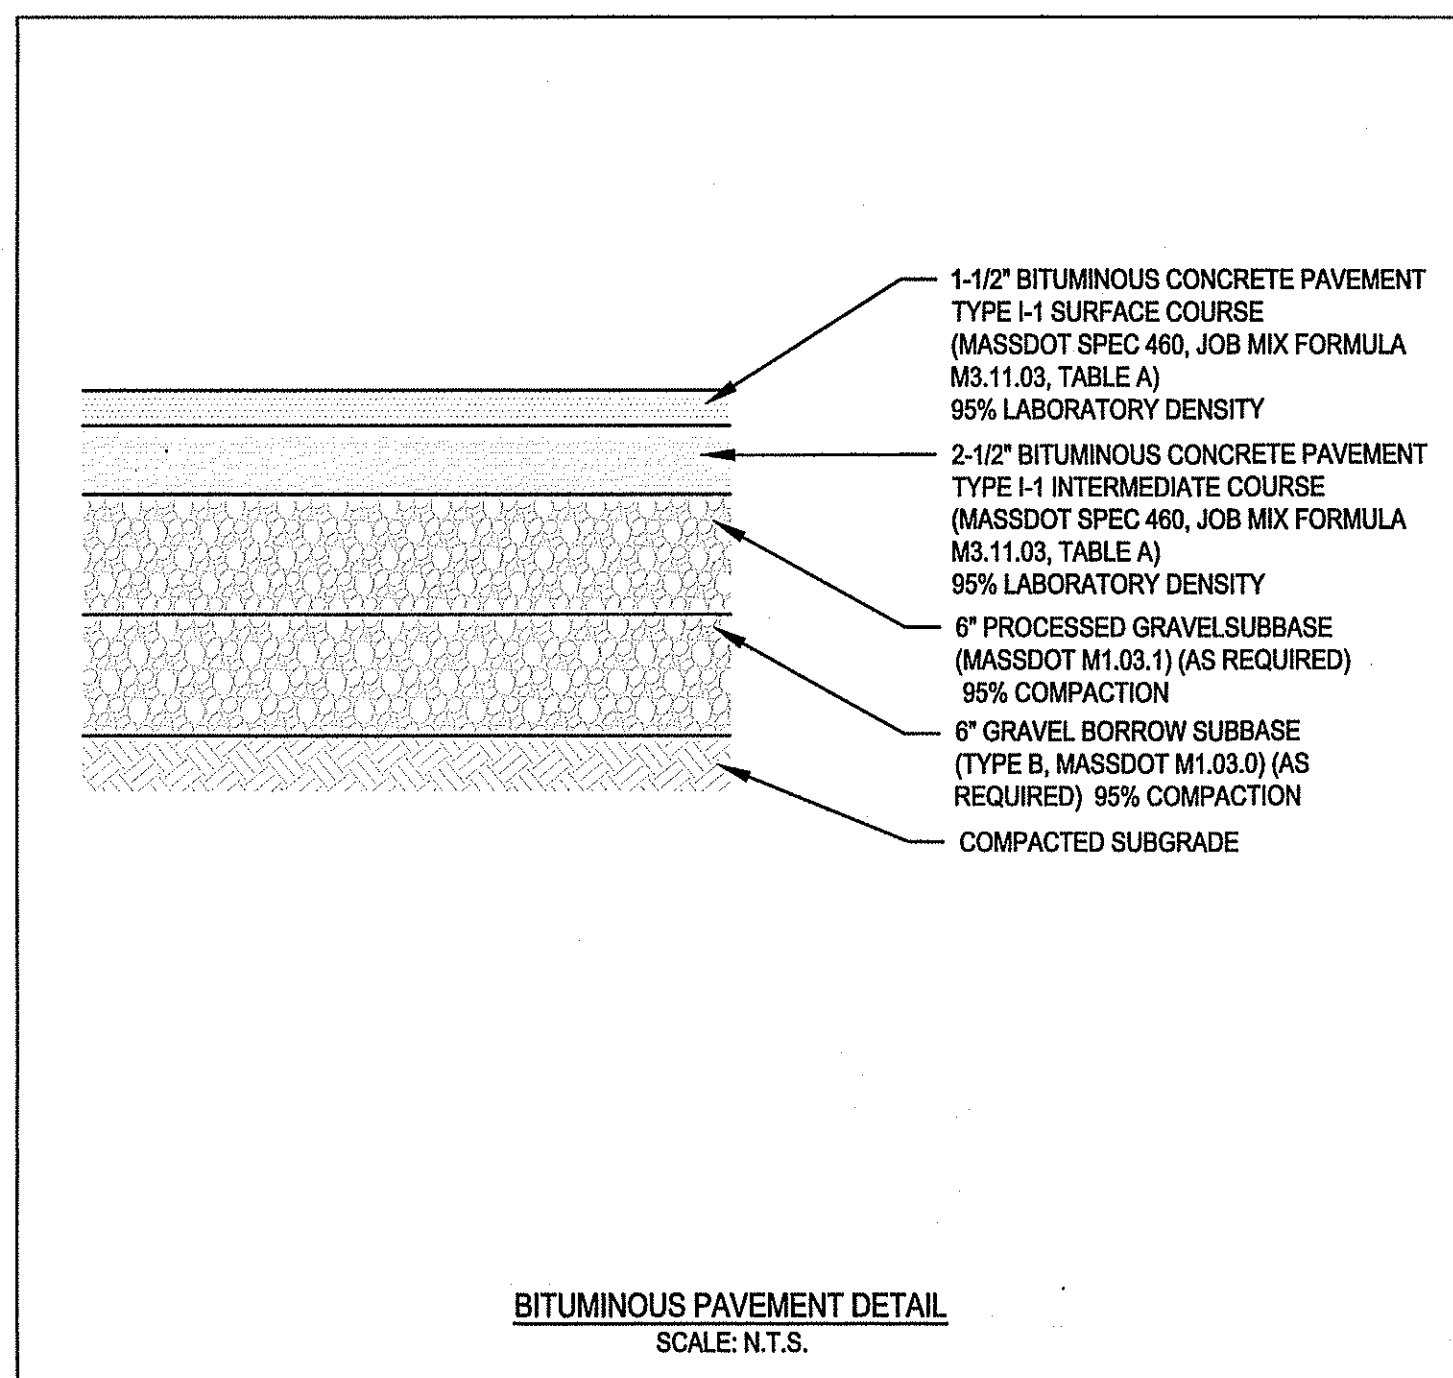 1-1/2" BITUMINOUS CONCRETE PAVEMENT
TYPE I-1 SURFACE COURSE
(MASSDOT SPEC 460, JOB MIX FORMULA
M3.11.03, TABLE A)
95% LABORATORY DENSITY
2-1/2" BITUMINOUS CONCRETE PAVEMENT
TYPE I-1 INTERMEDIATE COURSE
(MASSDOT SPEC 460, JOB MIX FORMULA
M3.11.03, TABLE A)
95% LABORATORY DENSITY
6" PROCESSED GRAVELSUBBASE
(MASSDOT M1.03.1) (AS REQUIRED)
95% COMPACTION
6" GRAVEL BORROW SUBBASE
(TYPE B, MASSDOT M1.03.0) (AS
REQUIRED) 95% COMPACTION
COMPACTED SUBGRADE
BITUMINOUS PAVEMENT DETAIL
SCALE: N.T.S.